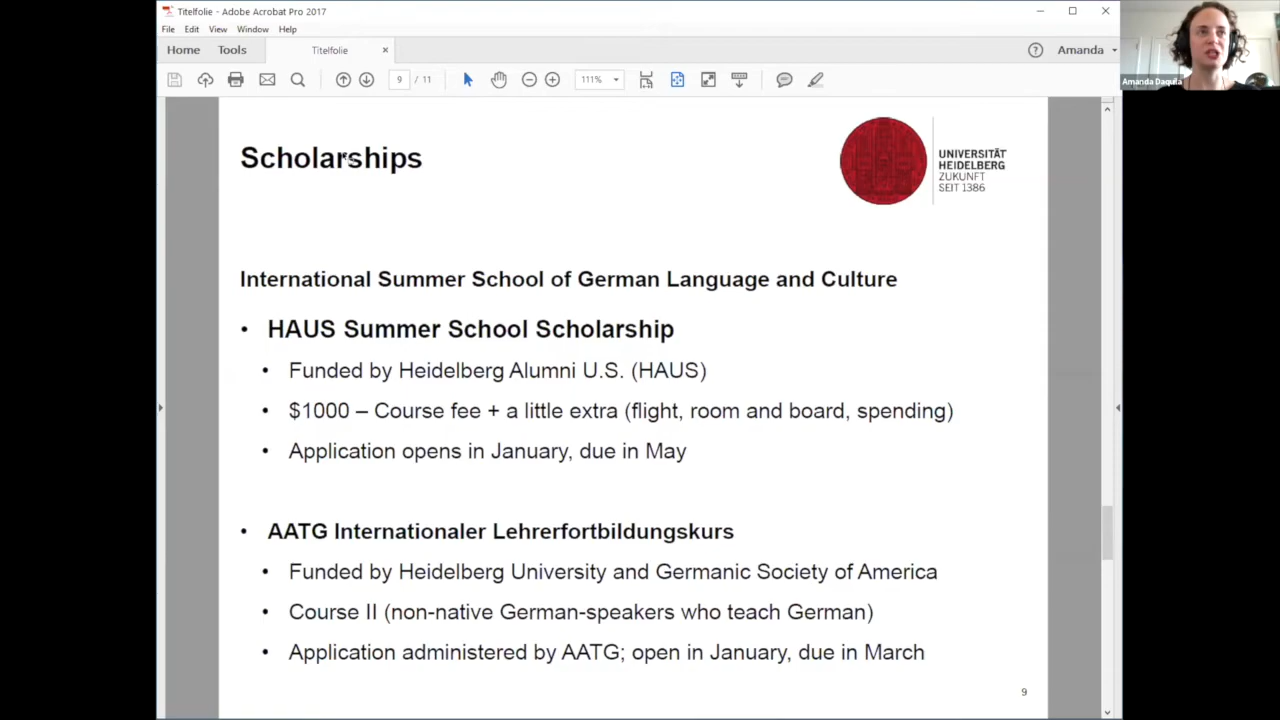 Titelfolie - Adobe Acrobat Pro 2017
File Edit View Window Help
Home Tools Titelfolie Amanda
9 / 11 111%
Amanda Daquila
Scholarships
UNIVERSITÄT
HEIDELBERG
ZUKUNFT
SEIT 1386
International Summer School of German Language and Culture
• HAUS Summer School Scholarship
• Funded by Heidelberg Alumni U.S. (HAUS)
• $1000 – Course fee + a little extra (flight, room and board, spending)
• Application opens in January, due in May
• AATG Internationaler Lehrerfortbildungskurs
• Funded by Heidelberg University and Germanic Society of America
• Course II (non-native German-speakers who teach German)
• Application administered by AATG; open in January, due in March
9